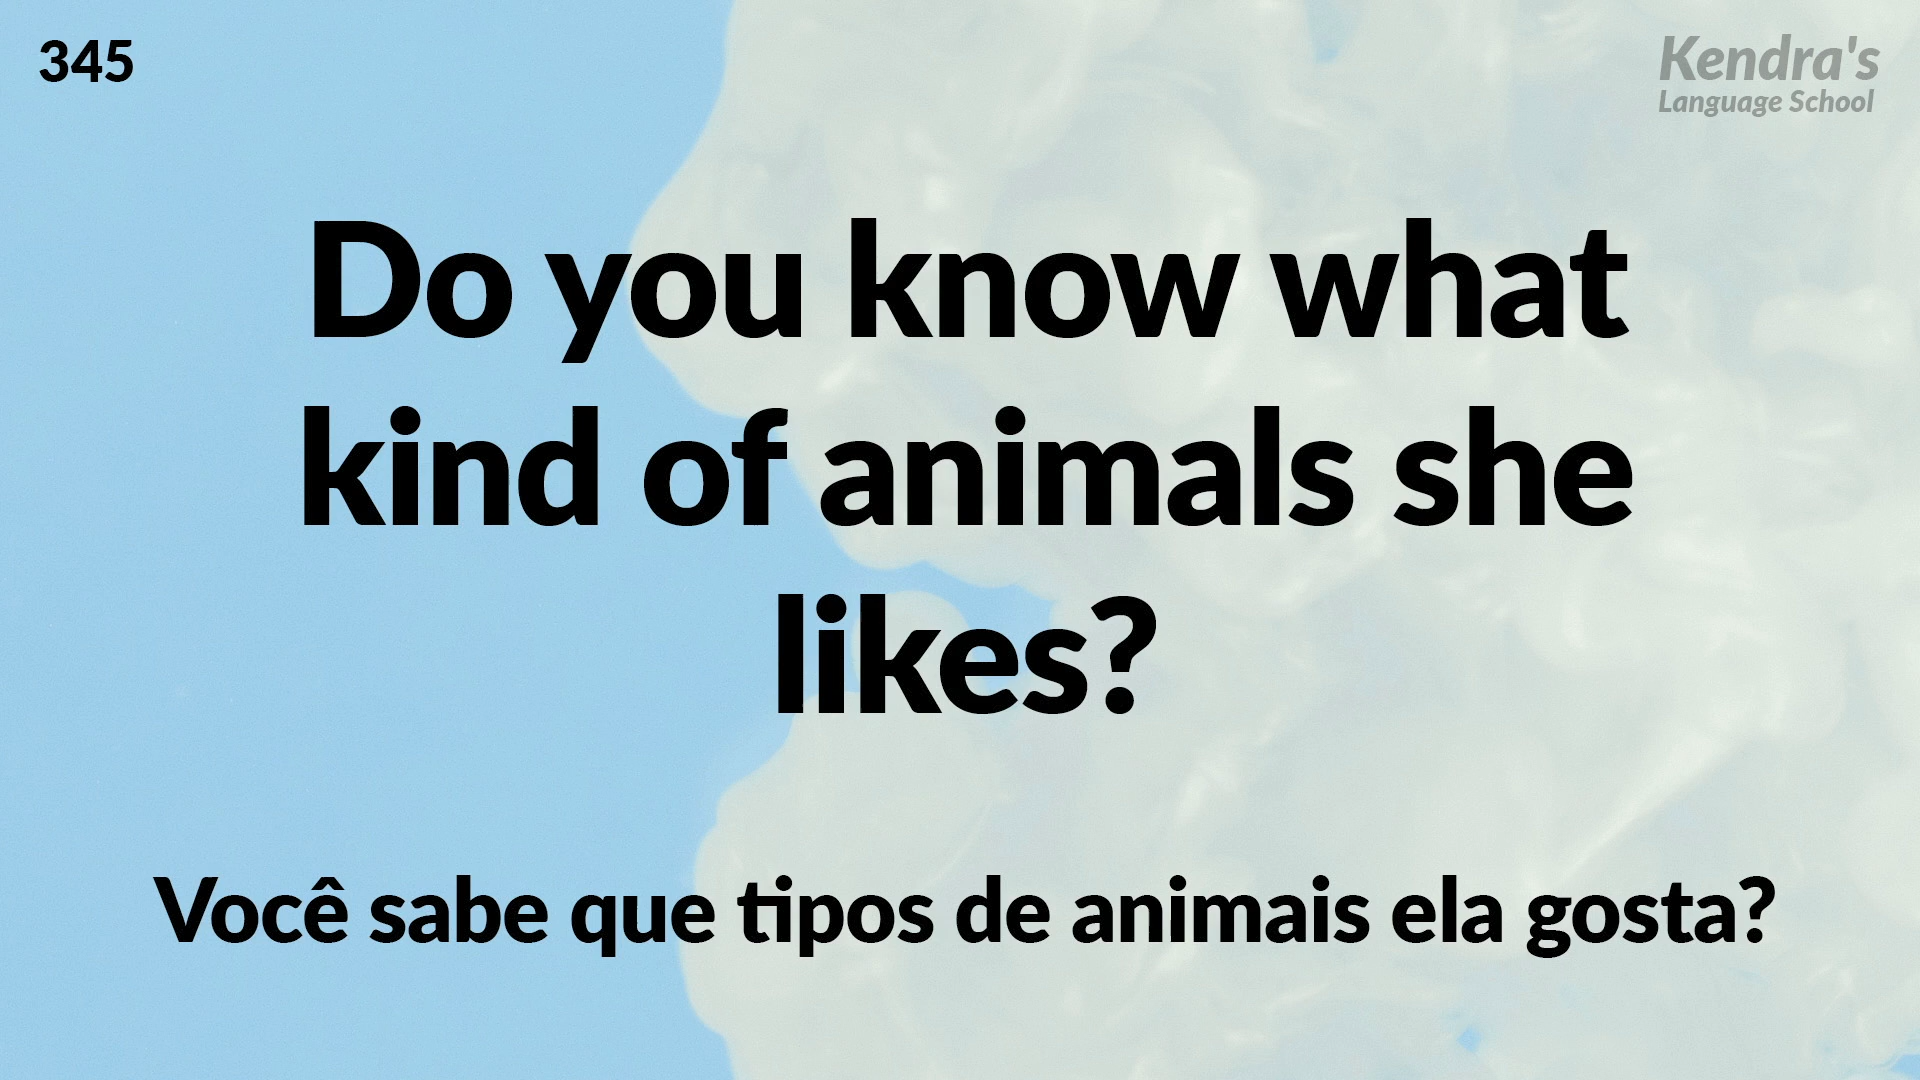 345
Kendra's
Language School
Do you know what
kind of animals she
likes?
Você sabe que tipos de animais ela gosta?